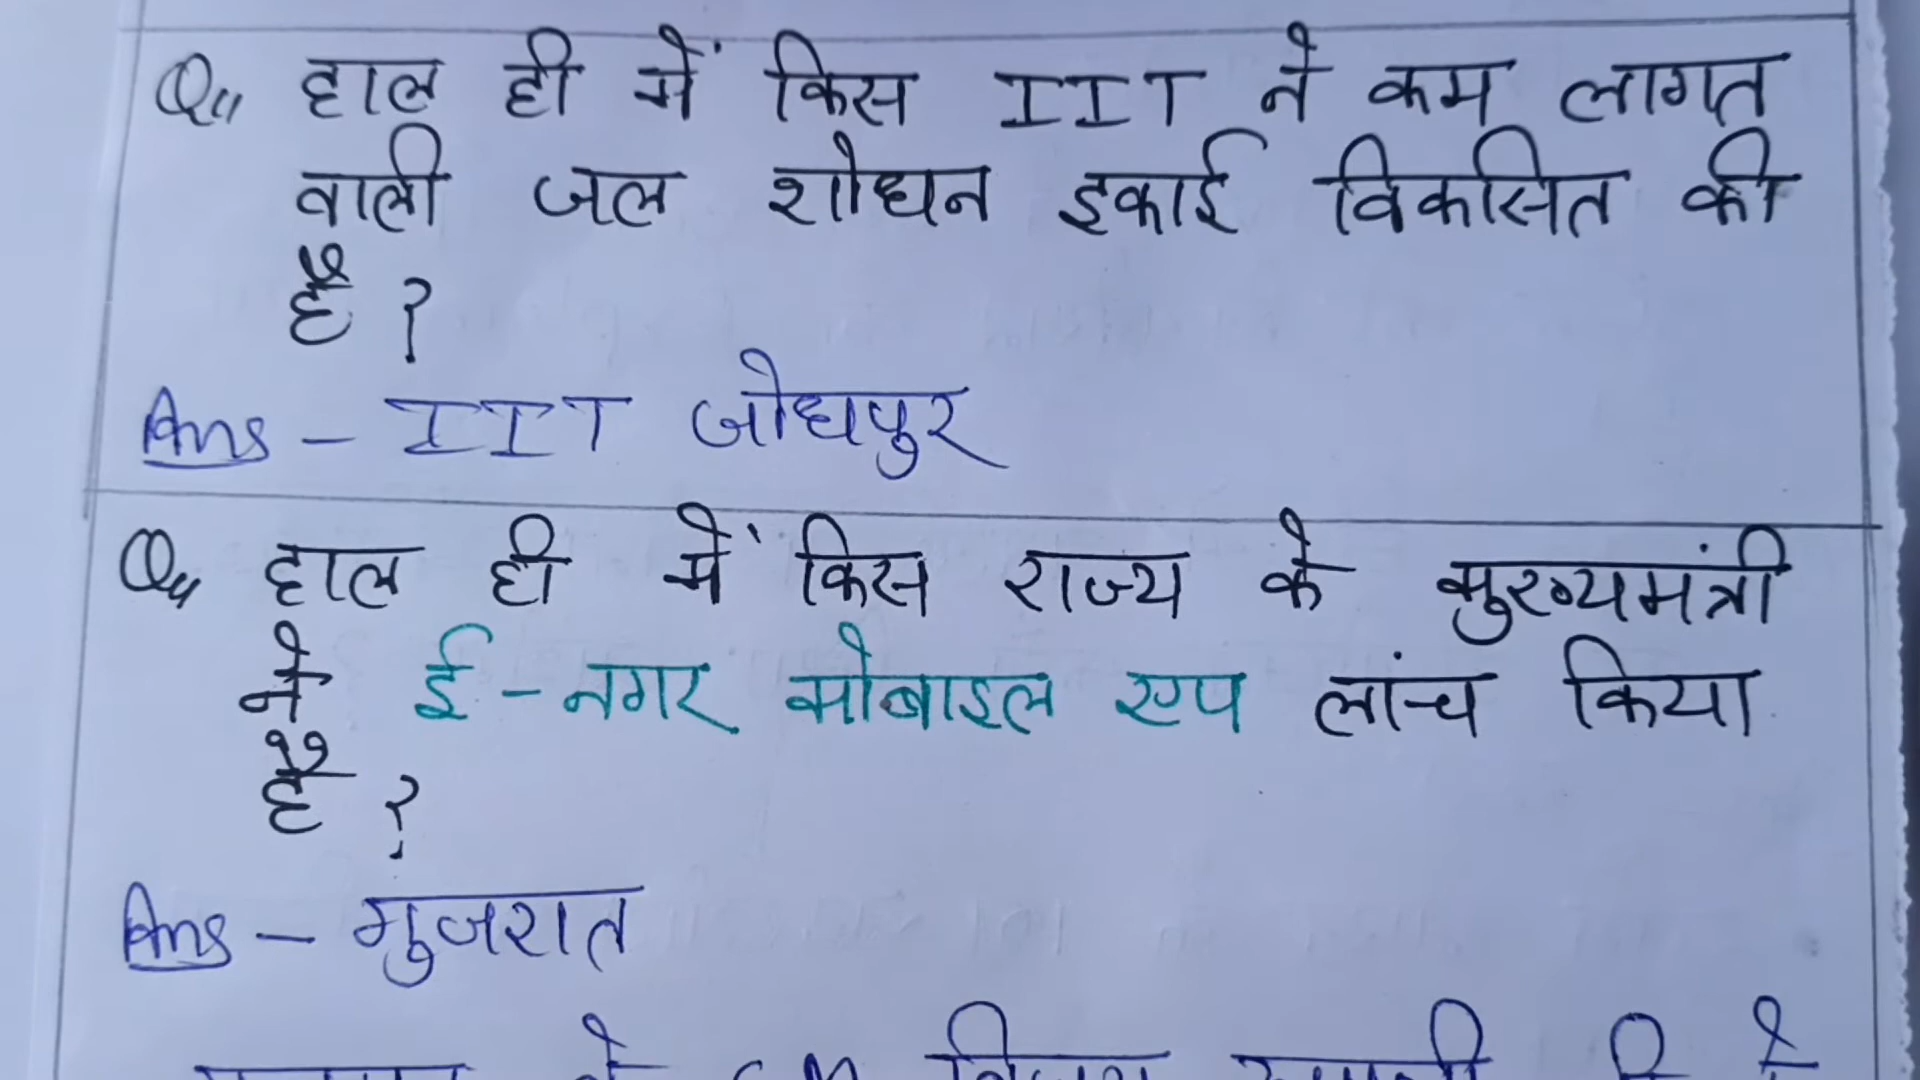 Q,, हाल ही में किस IIT ने कम लागत
वाली जल शोधन इकाई विकसित की
है ?
Ans - IIT जोधपुर
Q,, हाल ही में किस राज्य के मुख्यमंत्री
ने ई-नगर मोबाइल एप लांच किया
है ?
Ans - गुजरात